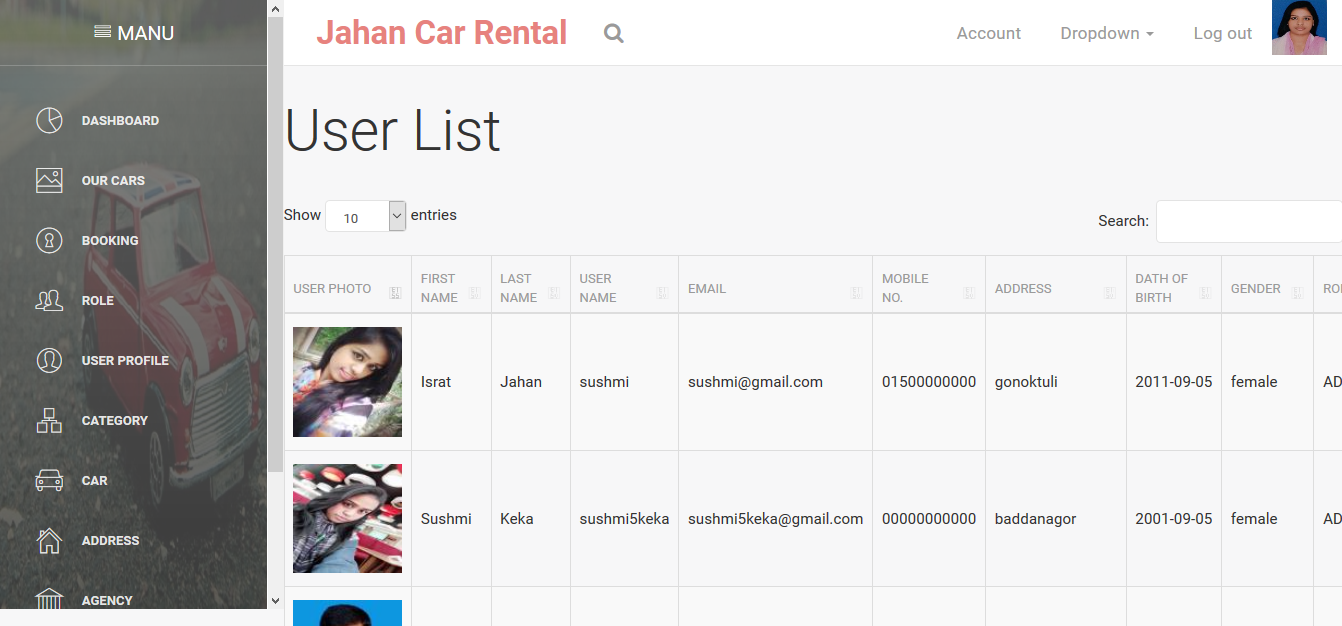 MANU
DASHBOARD
OUR CARS
BOOKING
ROLE
USER PROFILE
CATEGORY
CAR
ADDRESS
AGENCY
Jahan Car Rental
Account Dropdown Log out
User List
Show 10 entries
Search:
USER PHOTO FIRST NAME LAST NAME USER NAME EMAIL MOBILE NO. ADDRESS DATH OF BIRTH GENDER
Israt Jahan sushmi sushmi@gmail.com 01500000000 gonoktuli 2011-09-05 female AD
Sushmi Keka sushmi5keka sushmi5keka@gmail.com 00000000000 baddanagor 2001-09-05 female AD